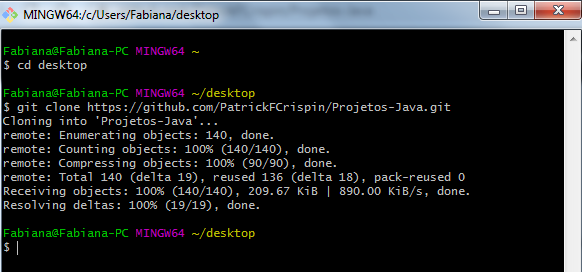 MINGW64:/c/Users/Fabiana/desktop
Fabiana@Fabiana-PC MINGW64 ~
$ cd desktop
Fabiana@Fabiana-PC MINGW64 ~/desktop
$ git clone https://github.com/PatrickFCrispin/Projetos-Java.git
Cloning into 'Projetos-Java'...
remote: Enumerating objects: 140, done.
remote: Counting objects: 100% (140/140), done.
remote: Compressing objects: 100% (90/90), done.
remote: Total 140 (delta 19), reused 136 (delta 18), pack-reused 0
Receiving objects: 100% (140/140), 209.67 KiB | 890.00 KiB/s, done.
Resolving deltas: 100% (19/19), done.
Fabiana@Fabiana-PC MINGW64 ~/desktop
$